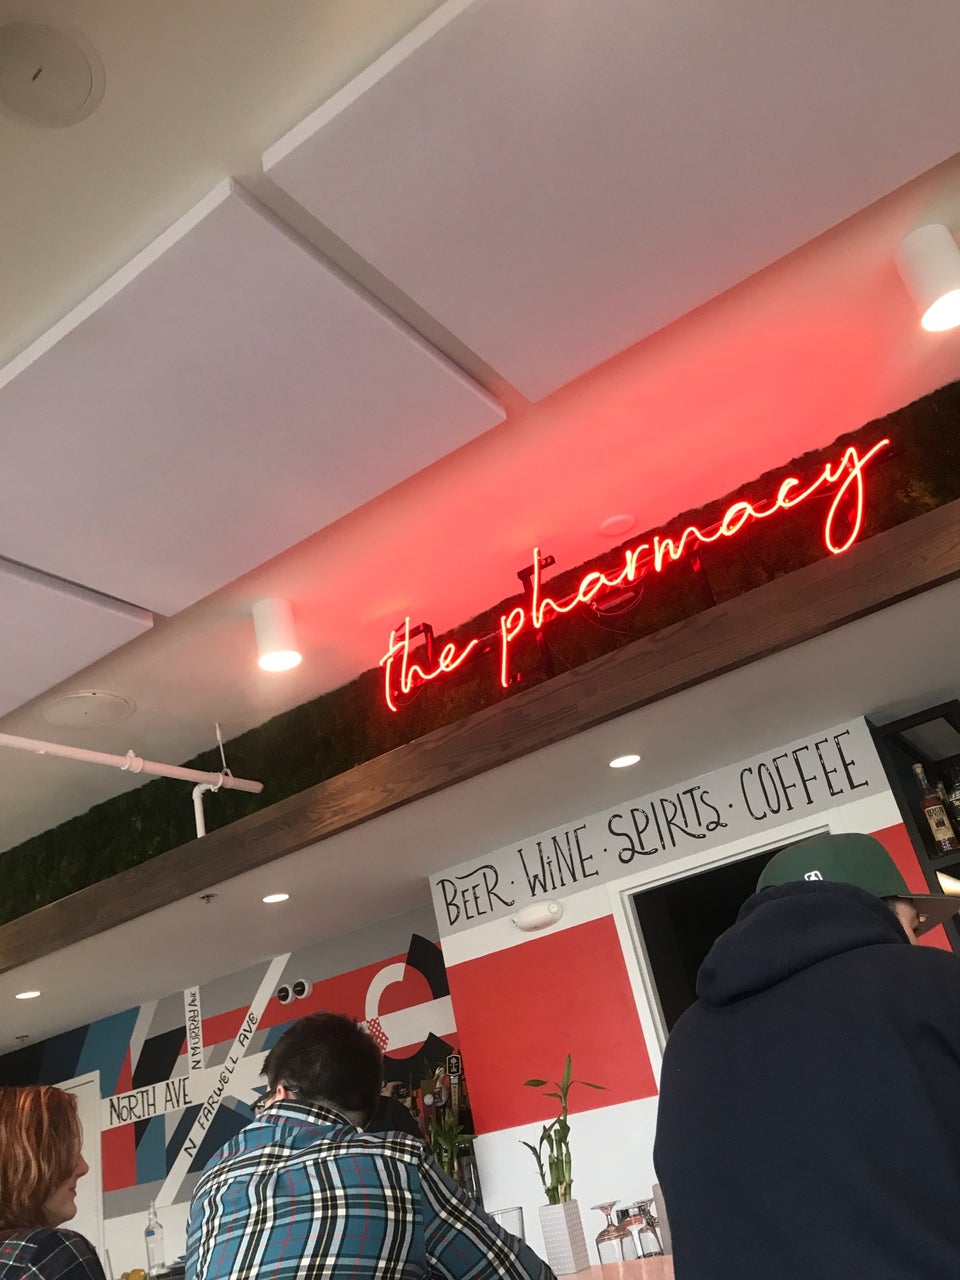 the pharmacy
BEER · WINE · SPIRITS · COFFEE
N MURRAY AVE
NORTH AVE
N FARWELL AVE